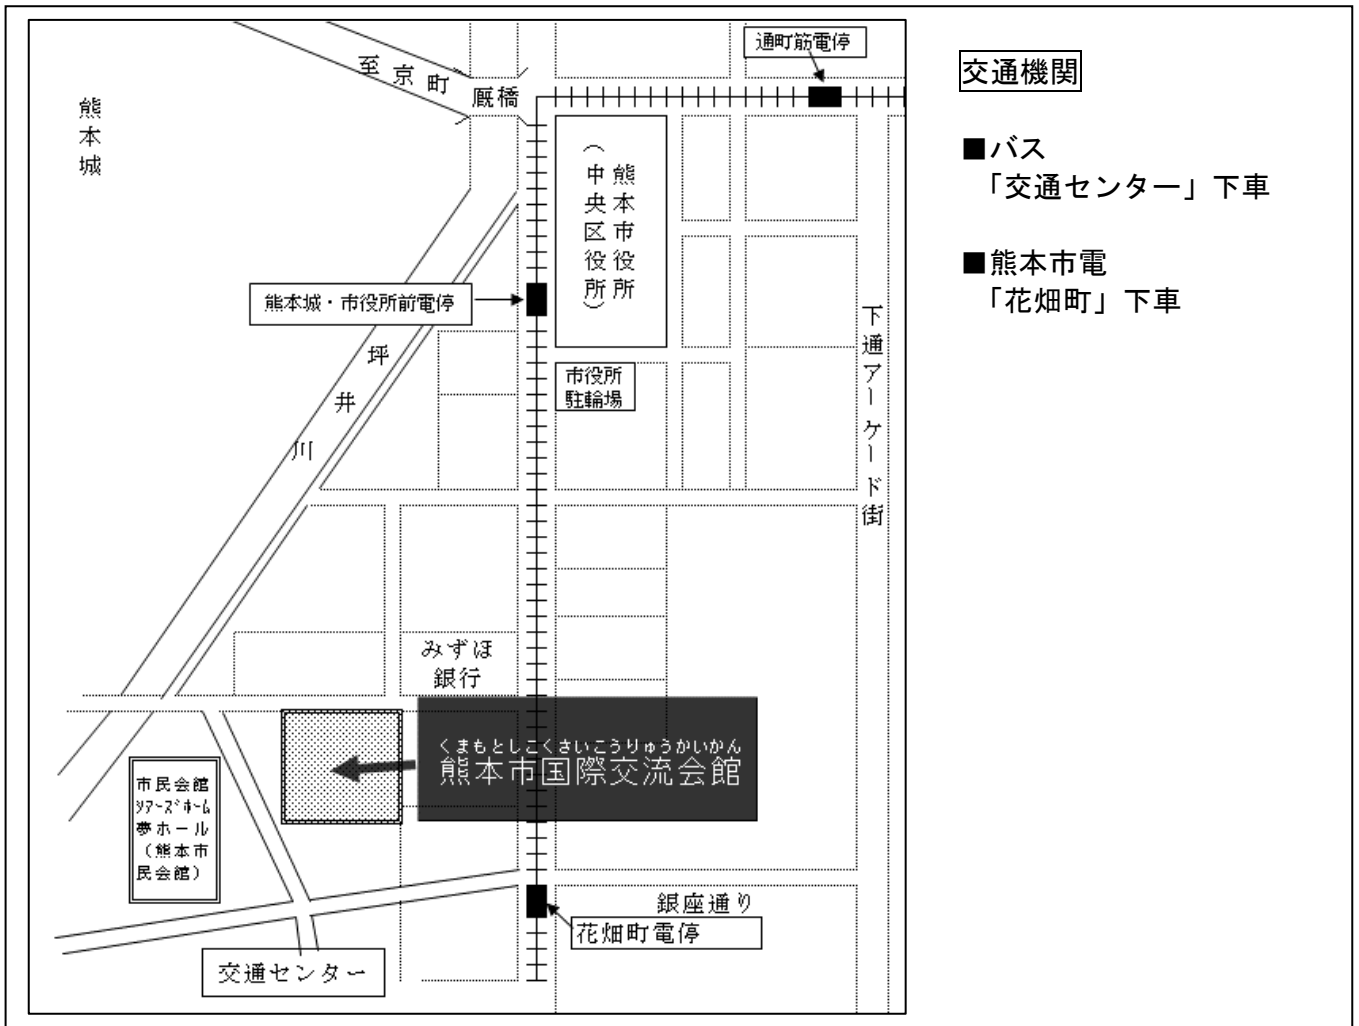 通町筋電停
至京町
厩橋
熊本城
熊本市役所
（中央区役所）
熊本城・市役所前電停
市役所
駐輪場
坪井川
下通アーケード街
みずほ
銀行
くまもとしこくさいこうりゅうかいかん
熊本市国際交流会館
市民会館
ｼｱｰｽﾞﾎｰﾑ
夢ホール
（熊本市
民会館）
銀座通り
花畑町電停
交通センター
交通機関
■バス
「交通センター」下車
■熊本市電
「花畑町」下車